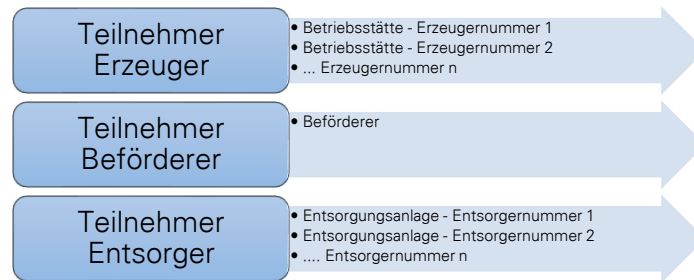 Teilnehmer
Erzeuger
• Betriebsstätte - Erzeugernummer 1
• Betriebsstätte - Erzeugernummer 2
• ... Erzeugernummer n
Teilnehmer
Beförderer
• Beförderer
Teilnehmer
Entsorger
• Entsorgungsanlage - Entsorgernummer 1
• Entsorgungsanlage - Entsorgernummer 2
• .... Entsorgernummer n